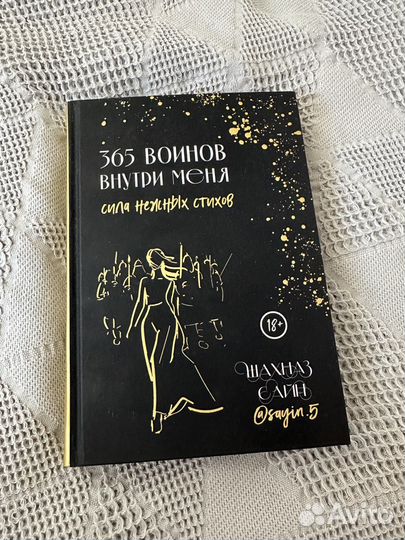 365 ВОИНОВ
ВНУТРИ МЕНЯ
СИЛА НЕЖНЫХ СТИХОВ
18+
ШАХНАЗ
САЙН
@sayin.5
Avito